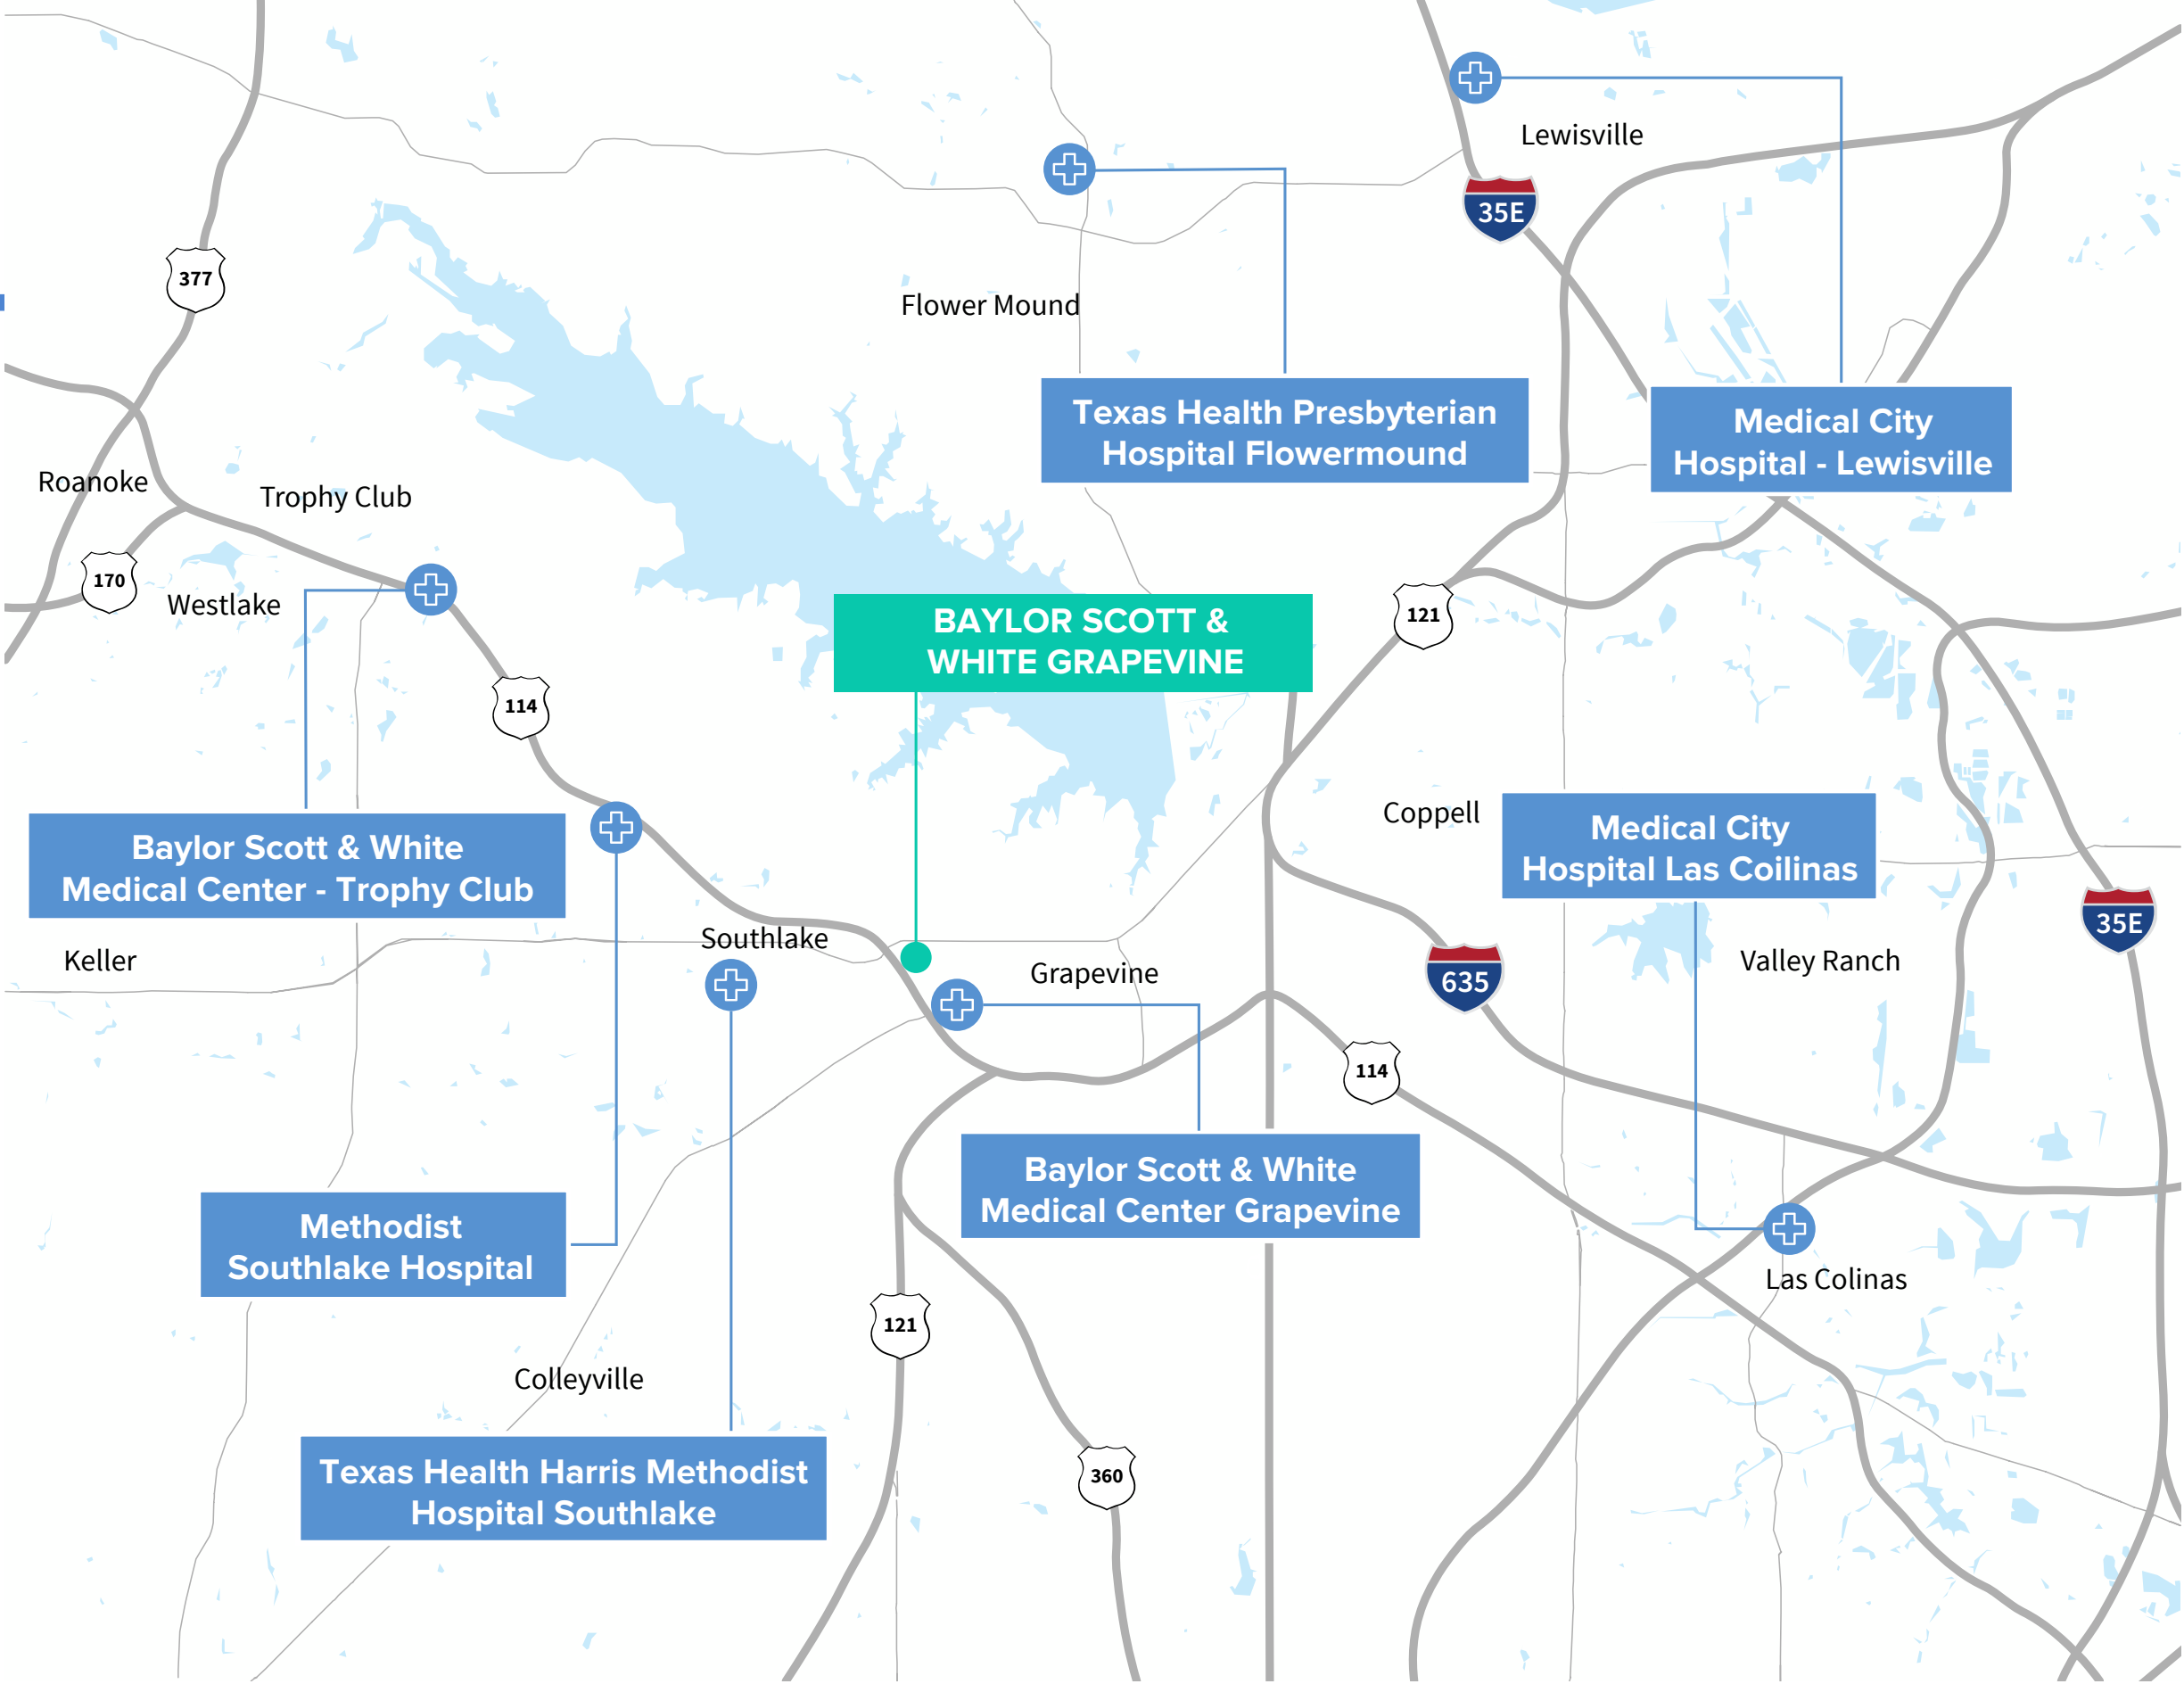 Lewisville
35E
377
Flower Mound
Texas Health Presbyterian
Hospital Flowermound
Medical City
Hospital - Lewisville
Roanoke
Trophy Club
170
Westlake
BAYLOR SCOTT &
WHITE GRAPEVINE
121
114
Coppell
Medical City
Hospital Las Coilinas
Baylor Scott & White
Medical Center - Trophy Club
35E
Southlake
Keller
Grapevine
635
Valley Ranch
114
Baylor Scott & White
Medical Center Grapevine
Methodist
Southlake Hospital
Las Colinas
121
Colleyville
Texas Health Harris Methodist
Hospital Southlake
360